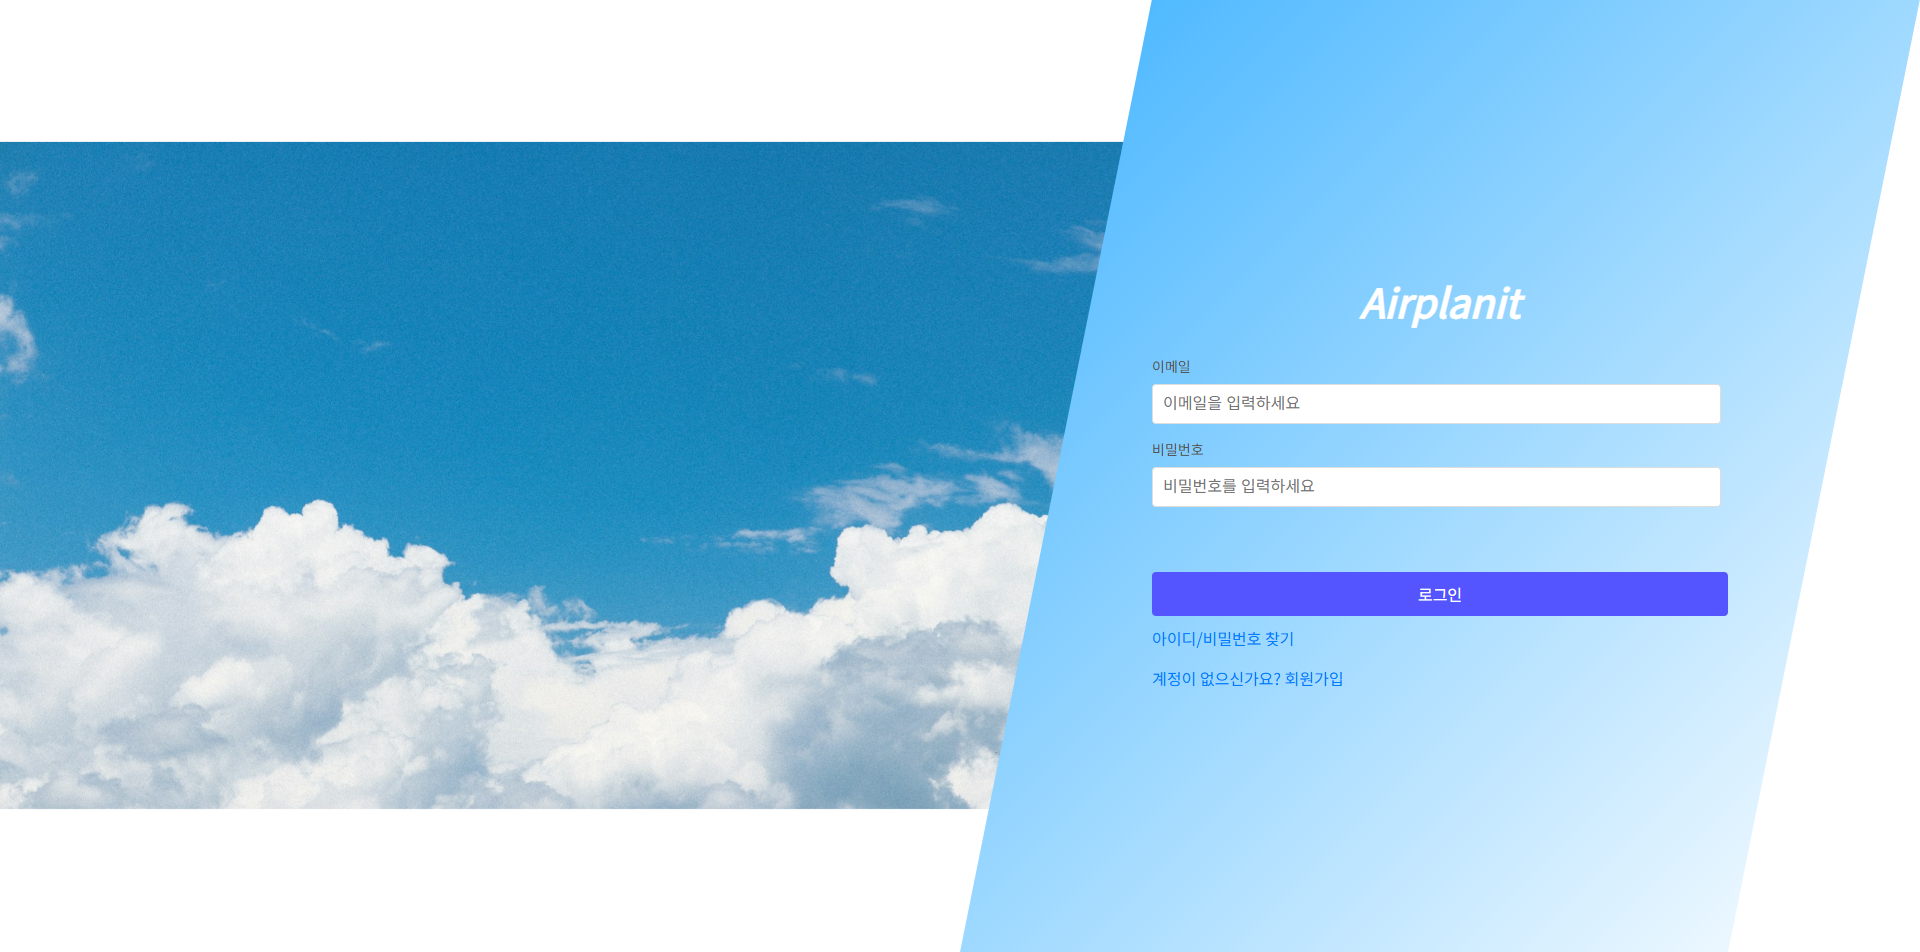 Airplanit
이메일
이메일을 입력하세요
비밀번호
비밀번호를 입력하세요
로그인
아이디/비밀번호 찾기
계정이 없으신가요? 회원가입